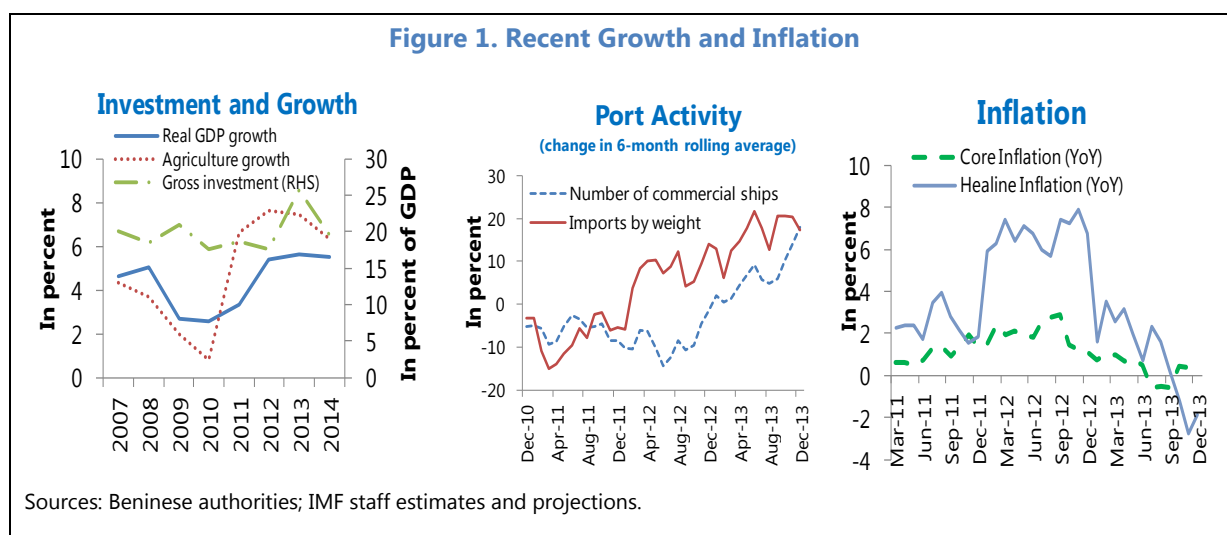 Figure 1. Recent Growth and Inflation
Investment and Growth
Real GDP growth
Agriculture growth
Gross investment (RHS)
In percent
10
8
6
4
2
0
In percent of GDP
30
25
20
15
10
5
0
2007
2008
2009
2010
2011
2012
2013
2014
Port Activity
(change in 6-month rolling average)
Number of commercial ships
Imports by weight
In percent
30
20
10
0
-10
-20
Dec-10
Apr-11
Aug-11
Dec-11
Apr-12
Aug-12
Dec-12
Apr-13
Aug-13
Dec-13
Inflation
Core Inflation (YoY)
Healine Inflation (YoY)
In percent
10
8
6
4
2
0
-2
-4
Mar-11
Jun-11
Sep-11
Dec-11
Mar-12
Jun-12
Sep-12
Dec-12
Mar-13
Jun-13
Sep-13
Dec-13
Sources: Beninese authorities; IMF staff estimates and projections.